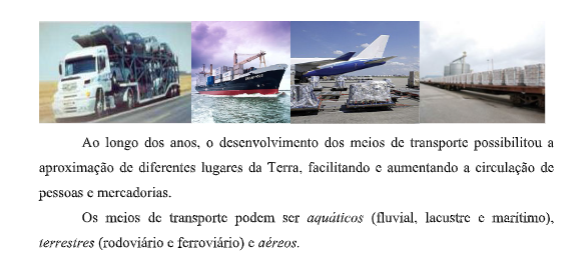 Ao longo dos anos, o desenvolvimento dos meios de transporte possibilitou a
aproximação de diferentes lugares da Terra, facilitando e aumentando a circulação de
pessoas e mercadorias.
Os meios de transporte podem ser aquáticos (fluvial, lacustre e marítimo),
terrestres (rodoviário e ferroviário) e aéreos.